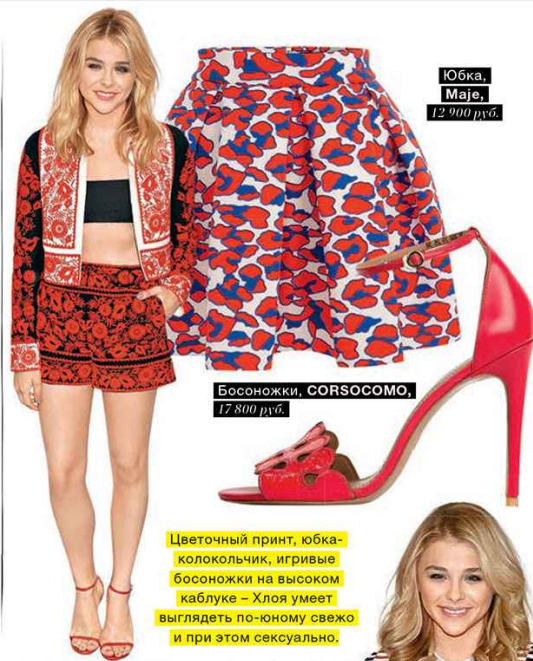 Юбка,
Maje,
12 900 руб.
Босоножки, CORSOCOMO,
17 800 руб.
Цветочный принт, юбка-
колокольчик, игривые
босоножки на высоком
каблуке – Хлоя умеет
выглядеть по-юному свежо
и при этом сексуально.